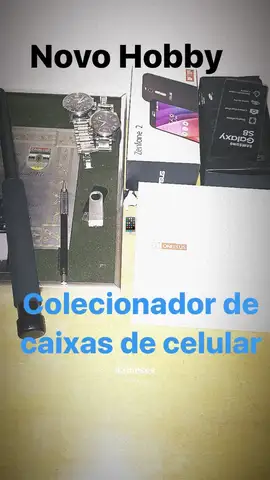 Novo Hobby
Zenfone 2
SAMSUNG
Galaxy
S8
Colecionador de
caixas de celular